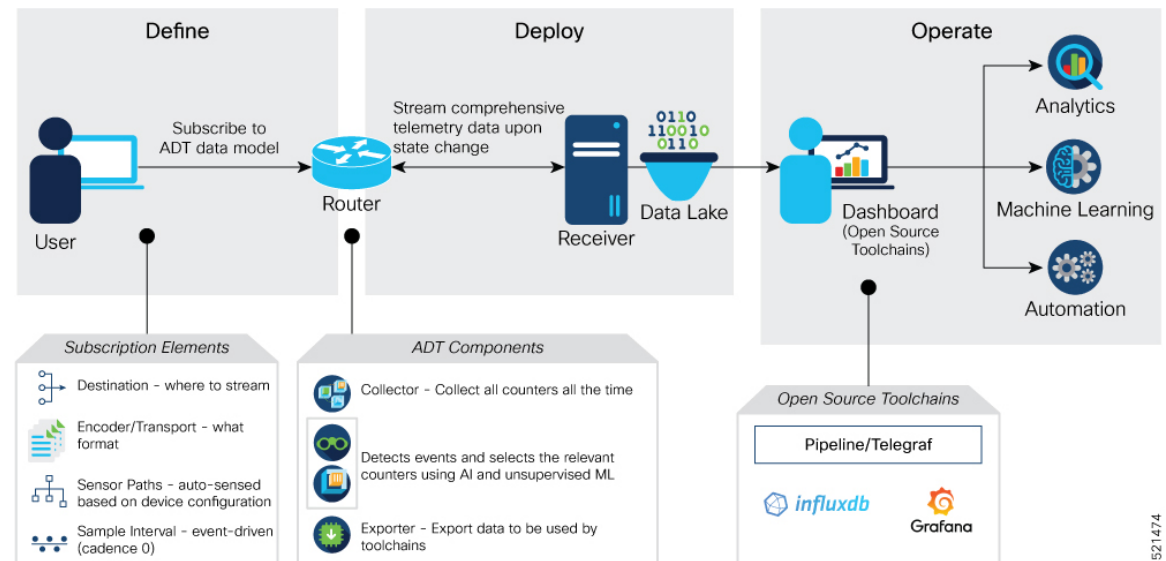 Define
Deploy
Operate
Subscribe to
ADT data model
Stream comprehensive
telemetry data upon
state change
0110
110010
0110
User
Router
Receiver
Data Lake
Dashboard
(Open Source
Toolchains)
Analytics
Machine Learning
Automation
Subscription Elements
Destination - where to stream
Encoder/Transport - what
format
Sensor Paths - auto-sensed
based on device configuration
Sample Interval - event-driven
(cadence 0)
ADT Components
Collector - Collect all counters all the time
Detects events and selects the relevant
counters using AI and unsupervised ML
Exporter - Export data to be used by
toolchains
Open Source Toolchains
Pipeline/Telegraf
influxdb
Grafana
521474